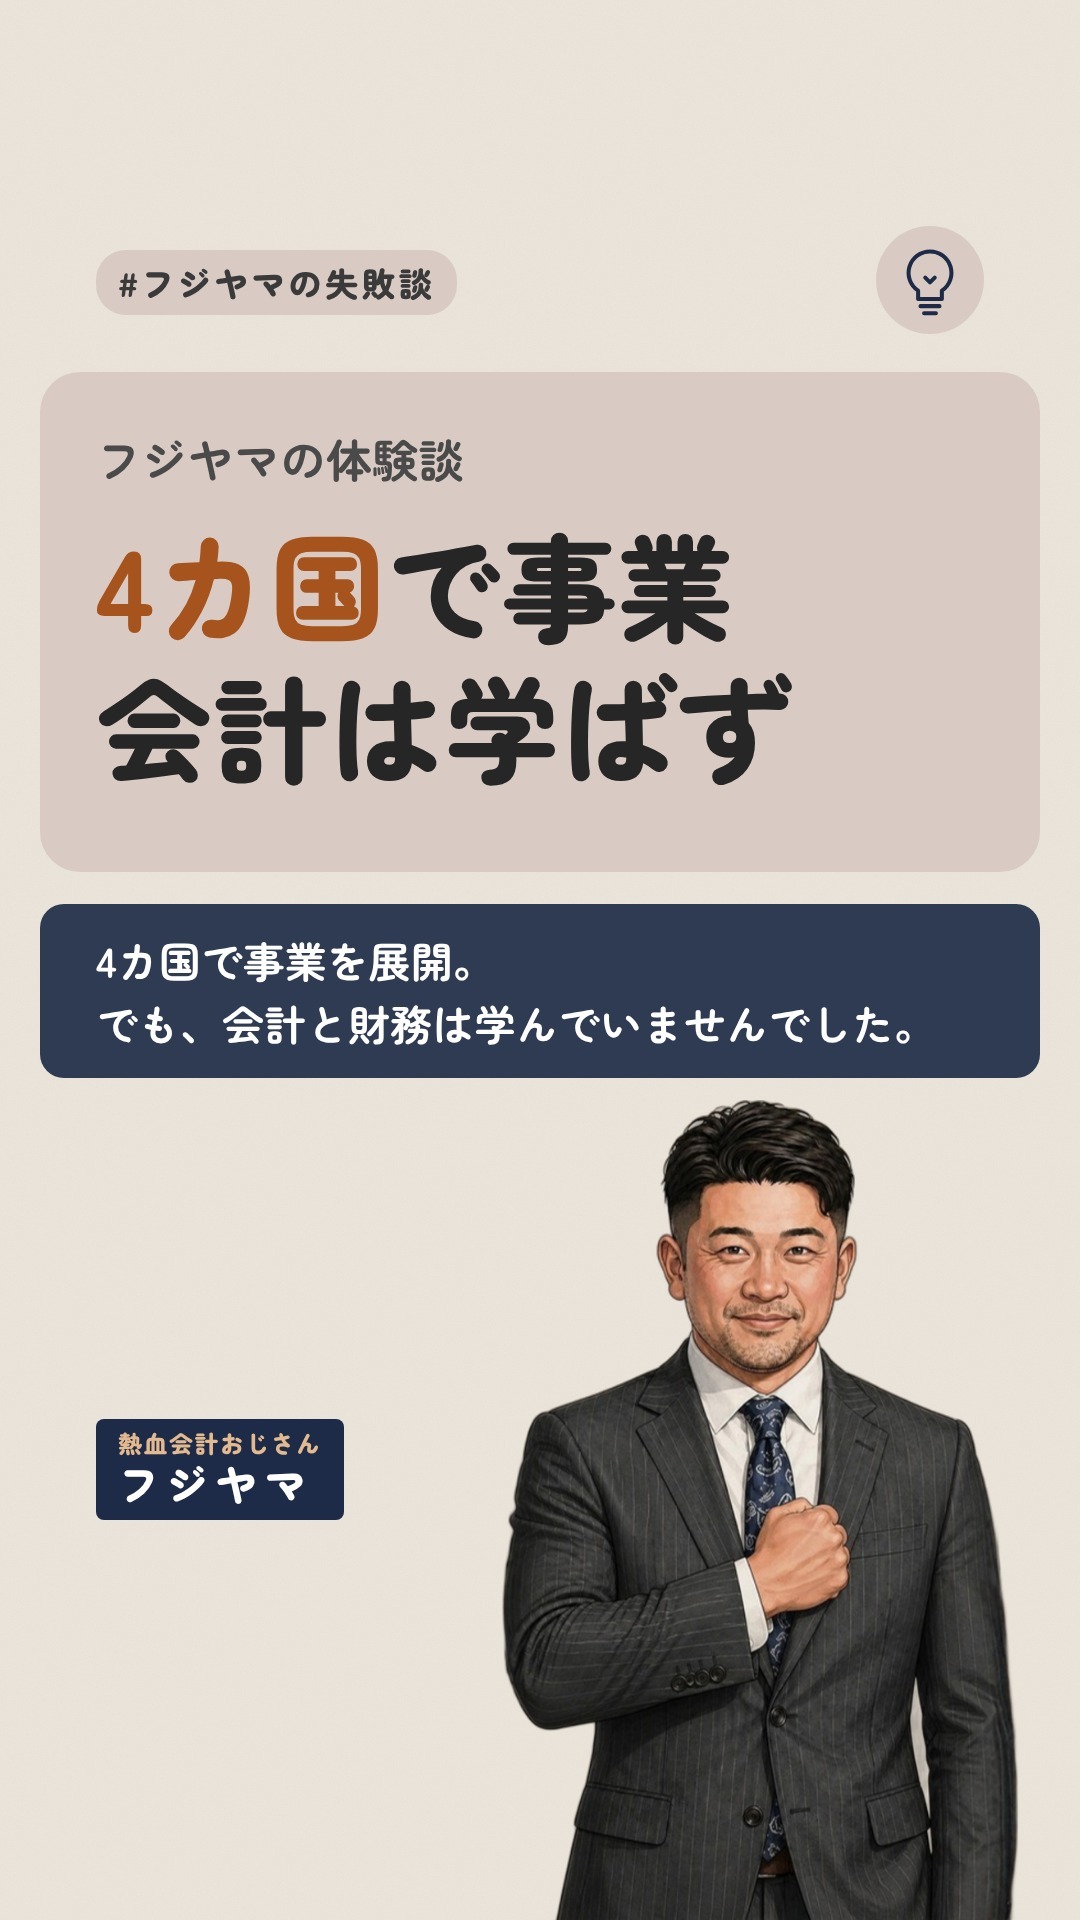 #フジヤマの失敗談
フジヤマの体験談
4カ国で事業
会計は学ばず
4カ国で事業を展開。
でも、会計と財務は学んでいませんでした。
熱血会計おじさん
フジヤマ